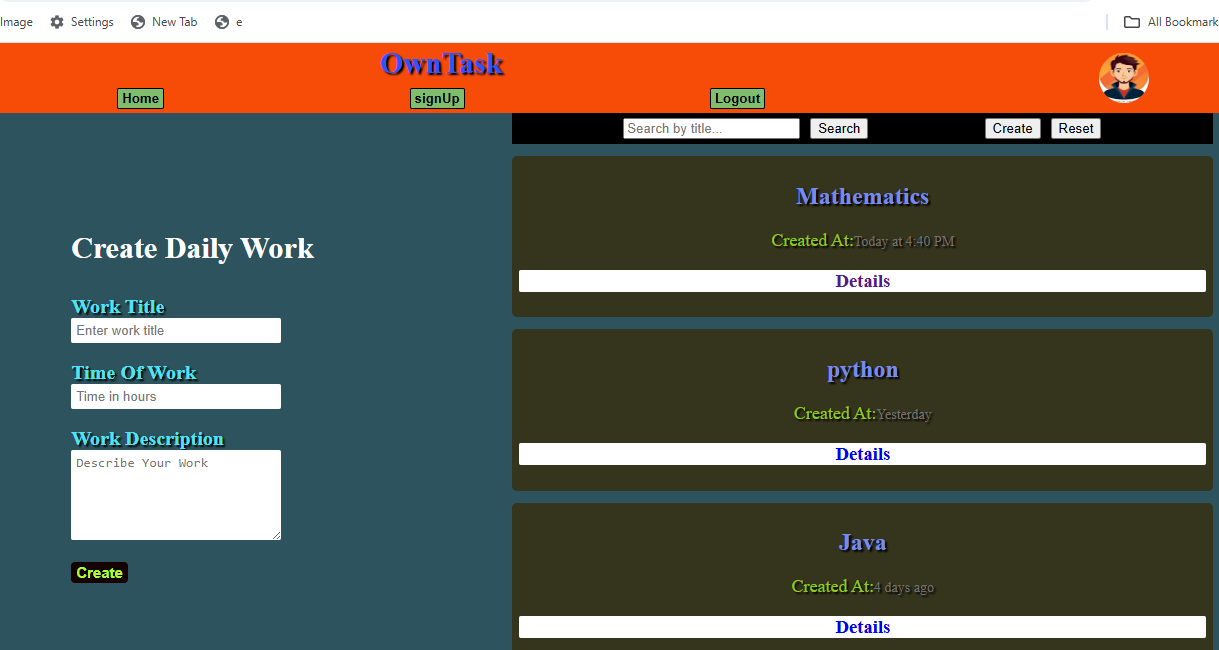 Image Settings New Tab e All Bookmark
OwnTask
Home signUp Logout
Search by title... Search Create Reset
Create Daily Work
Work Title
Enter work title
Time Of Work
Time in hours
Work Description
Describe Your Work
Create
Mathematics
Created At:Today at 4:40 PM
Details
python
Created At:Yesterday
Details
Java
Created At:4 days ago
Details